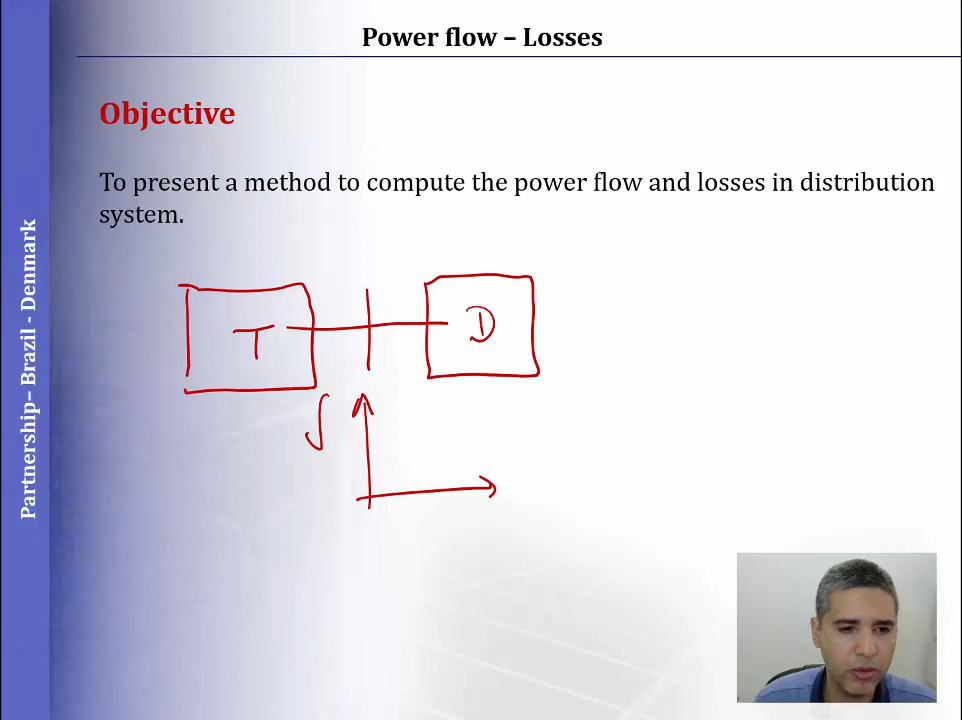 Power flow – Losses
Objective
To present a method to compute the power flow and losses in distribution
system.
Partnership– Brazil - Denmark
T
D